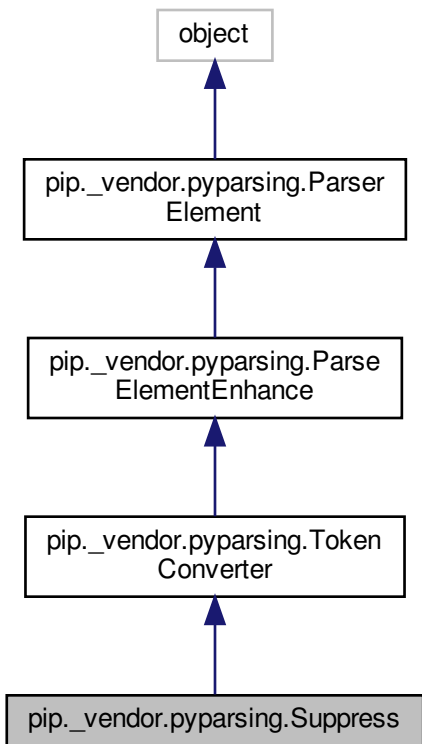 object
pip._vendor.pyparsing.Parser
Element
pip._vendor.pyparsing.Parse
ElementEnhance
pip._vendor.pyparsing.Token
Converter
pip._vendor.pyparsing.Suppress